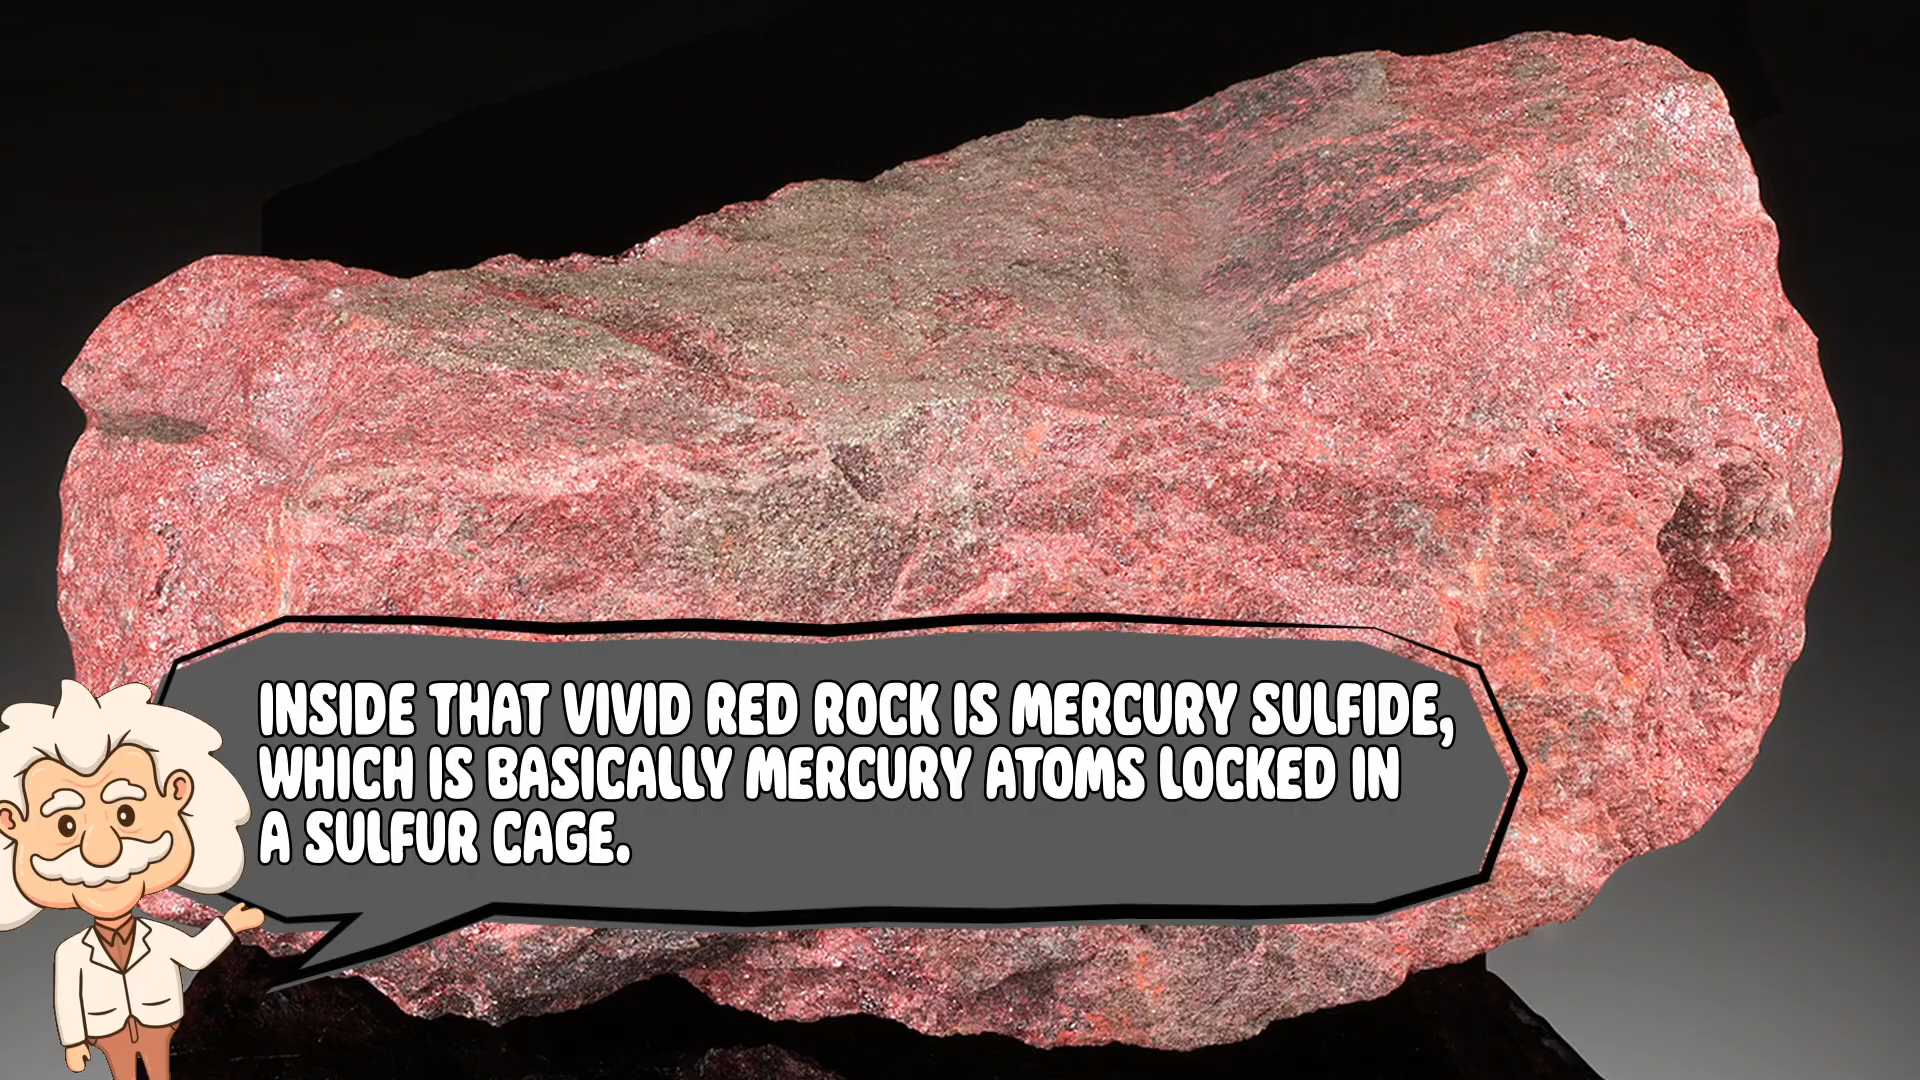 INSIDE THAT VIVID RED ROCK IS MERCURY SULFIDE,
WHICH IS BASICALLY MERCURY ATOMS LOCKED IN
A SULFUR CAGE.